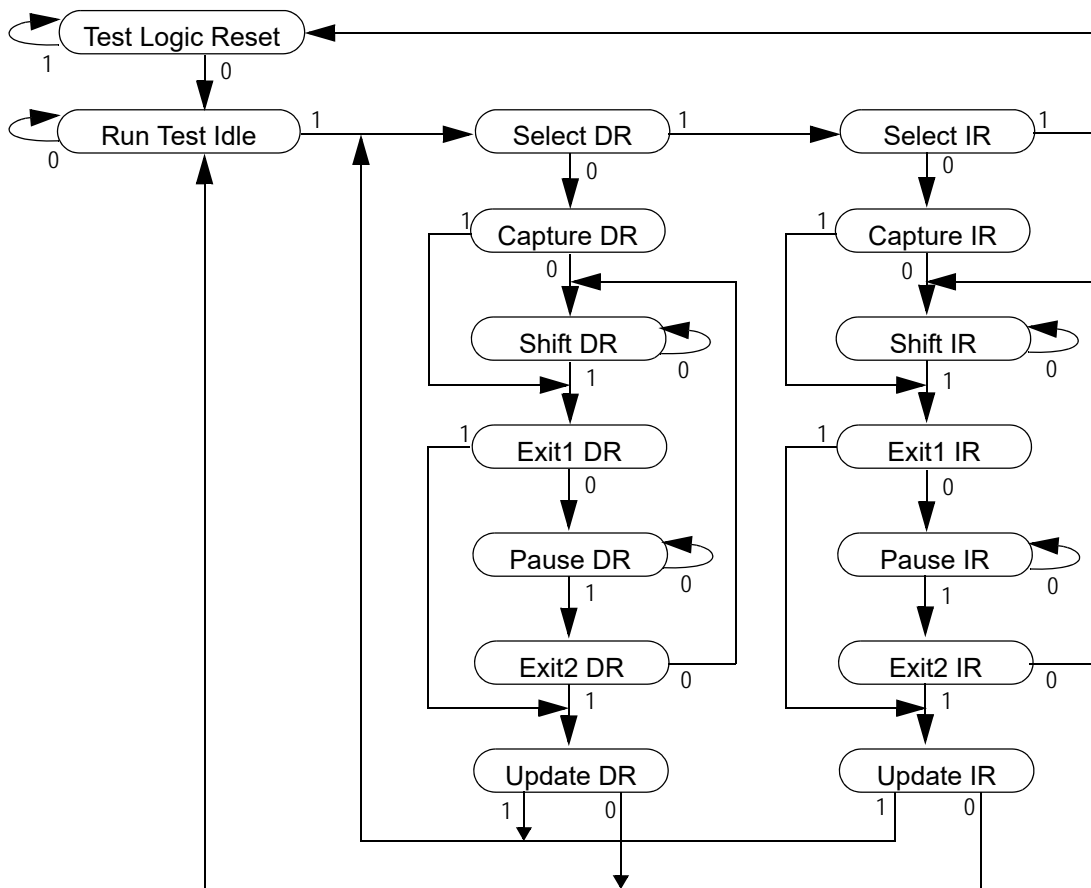 Test Logic Reset
1
0
Run Test Idle
1
0
Select DR
1
0
Select IR
1
0
1
Capture DR
0
1
Capture IR
0
Shift DR
0
1
Shift IR
0
1
1
Exit1 DR
0
1
Exit1 IR
0
Pause DR
0
1
Pause IR
0
1
Exit2 DR
0
1
Exit2 IR
0
1
Update DR
1
0
Update IR
1
0